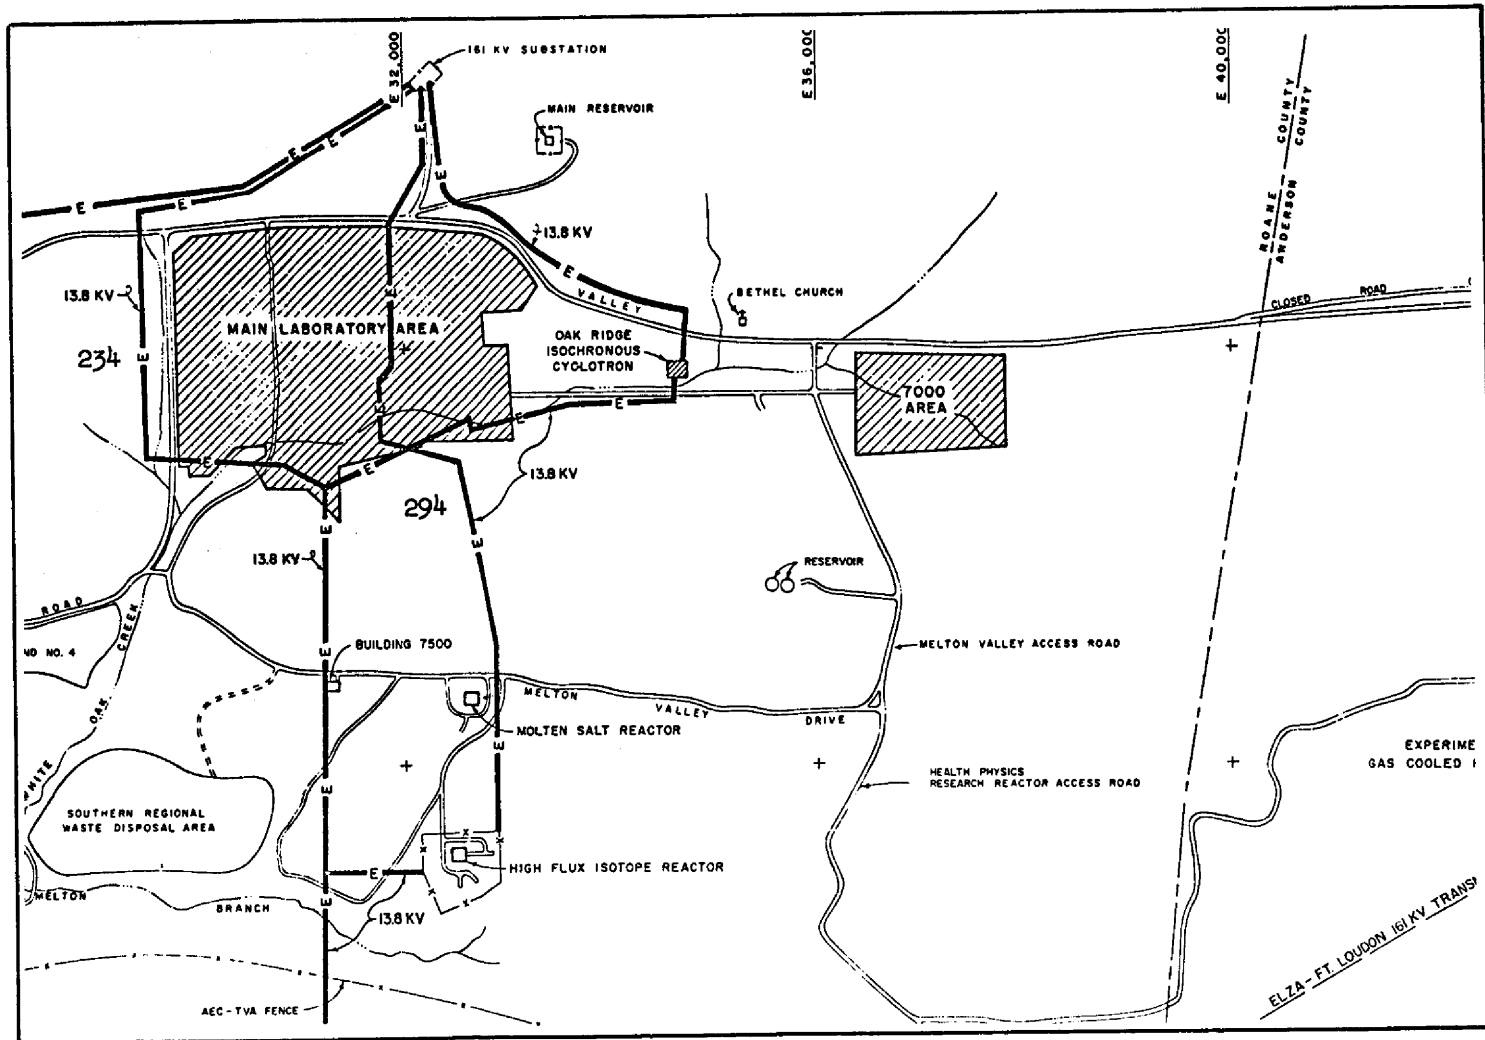 E 32,000
E 36,000
E 40,000
161 KV SUBSTATION
MAIN RESERVOIR
ROANE COUNTY
ANDERSON COUNTY
E
E
E
E
E
E
13.8 KV
E
VALLEY
13.8 KV
E
BETHEL CHURCH
CLOSED ROAD
MAIN LABORATORY AREA
OAK RIDGE
ISOCHRONOUS
CYCLOTRON
234
E
7000
AREA
E
E
E
E
E
13.8 KV
294
E
E
13.8 KV
RESERVOIR
ROAD
CREEK
NO. 4
E
BUILDING 7500
MELTON VALLEY ACCESS ROAD
OAK
WHITE
MELTON
VALLEY
DRIVE
MOLTEN SALT REACTOR
E
EXPERIME
GAS COOLED
HEALTH PHYSICS
RESEARCH REACTOR ACCESS ROAD
E
SOUTHERN REGIONAL
WASTE DISPOSAL AREA
HIGH FLUX ISOTOPE REACTOR
E
MELTON
BRANCH
E
13.8 KV
AEC-TVA FENCE
ELZA-FT. LOUDON 161 KV TRANS